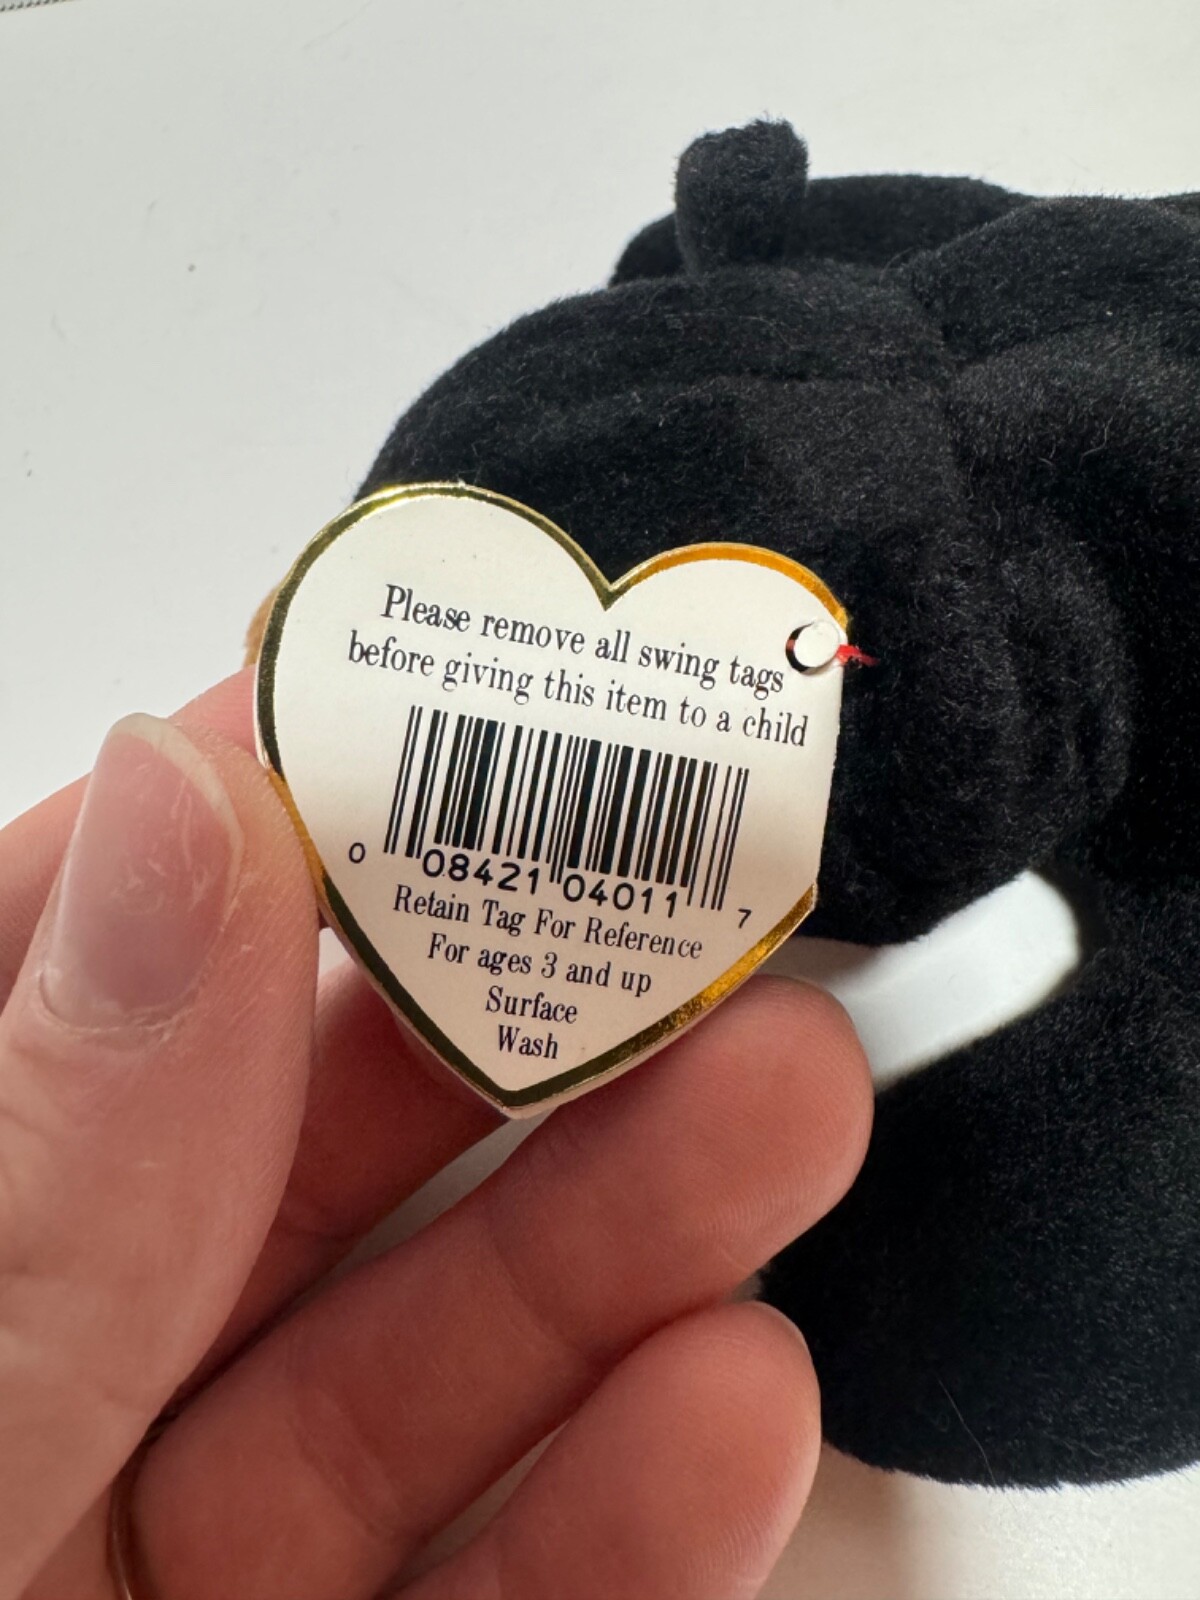 Please remove all swing tags
before giving this item to a child
0 08421 04011 7
Retain Tag For Reference
For ages 3 and up
Surface
Wash